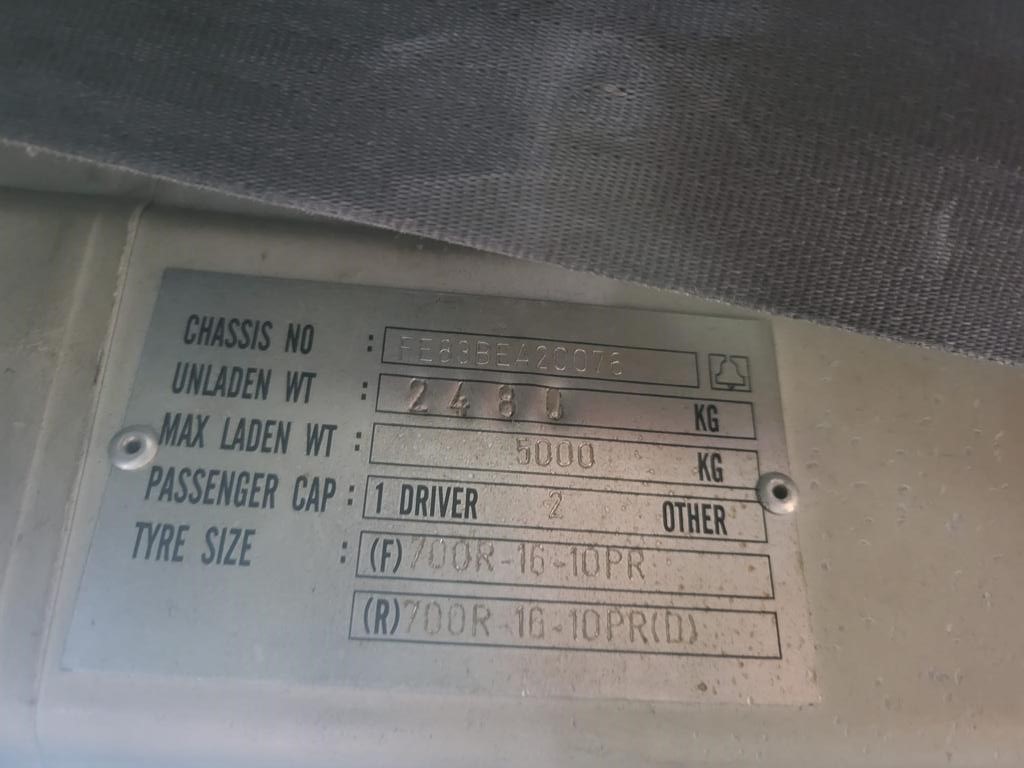 CHASSIS NO : FE83BEA20076
UNLADEN WT : 2480 KG
MAX LADEN WT : 5000 KG
PASSENGER CAP : 1 DRIVER 2 OTHER
TYRE SIZE : (F) 700R-16-10PR
(R) 700R-16-10PR(D)